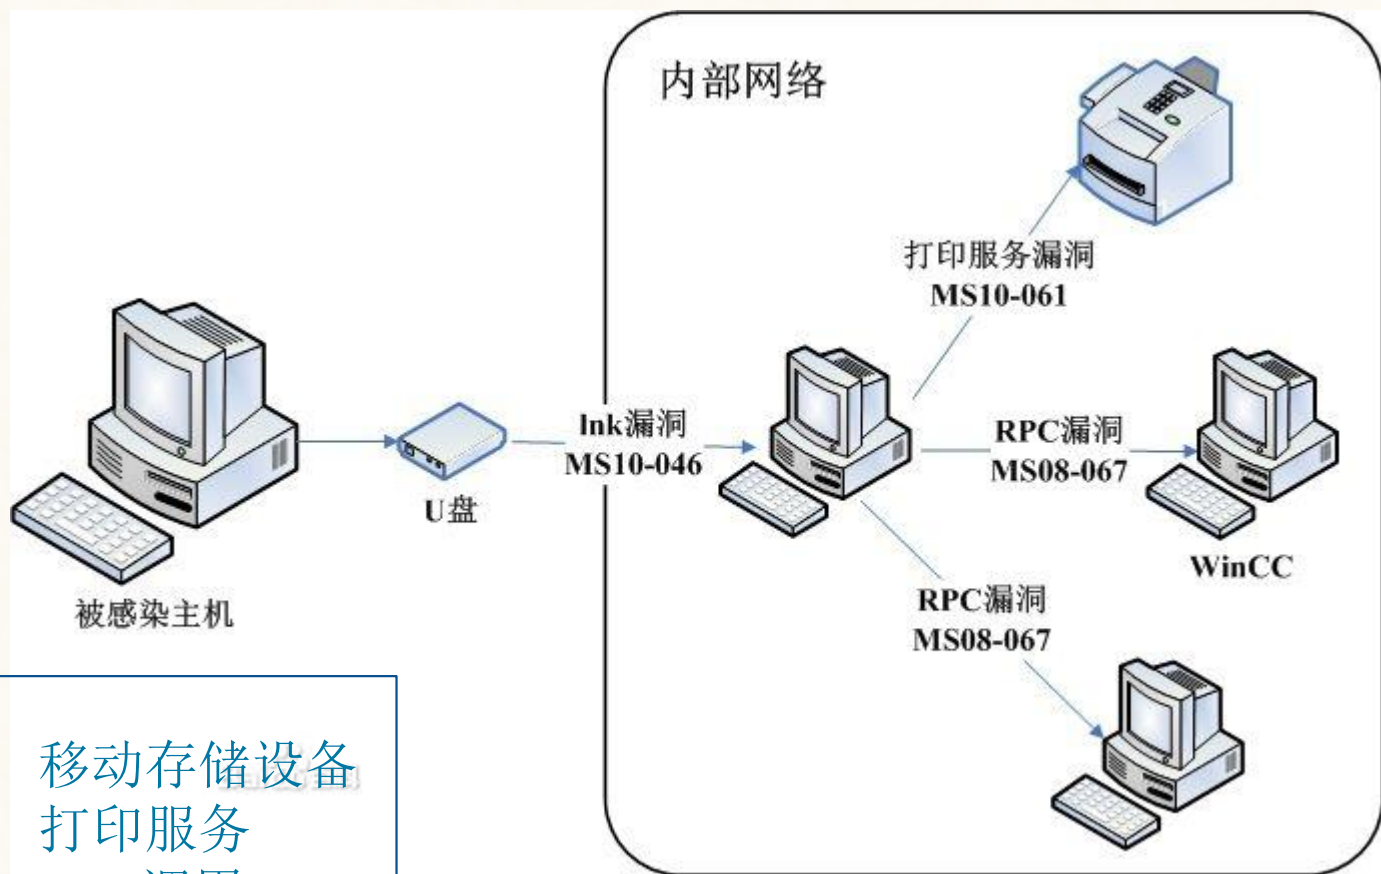 内部网络
打印服务漏洞
MS10-061
lnk漏洞
MS10-046
RPC漏洞
MS08-067
U盘
WinCC
被感染主机
RPC漏洞
MS08-067
移动存储设备
打印服务